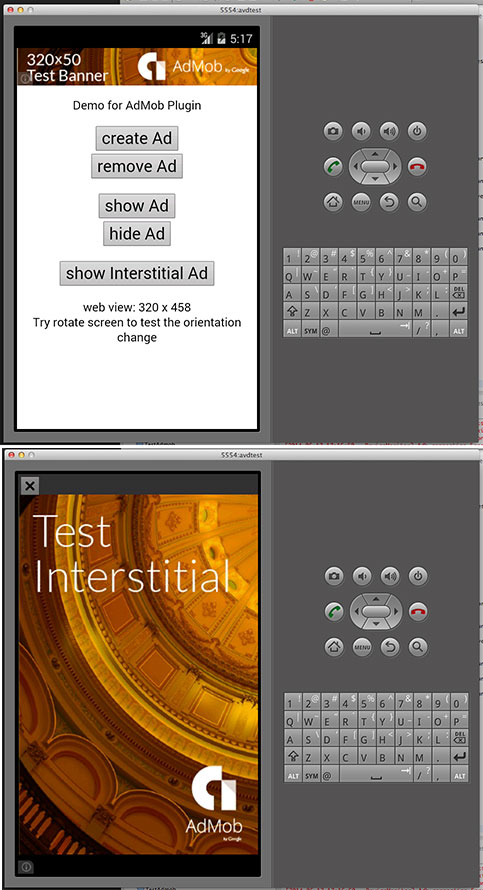 5554:avdtest
3G 5:17
320x50
Test Banner
AdMob by Google
Demo for AdMob Plugin
create Ad
remove Ad
show Ad
hide Ad
show Interstitial Ad
web view: 320 x 458
Try rotate screen to test the orientation
change
MENU
1 ! 2 @ 3 # 4 $ 5 % 6 ^ 7 & 8 * 9 ( 0 )
Q W E R T Y U I O P
A S D F G H J K L DEL
Z X C V B N M .
ALT SYM @ / ? , ALT
5554:avdtest
Test
Interstitial
AdMob
by Google
MENU
1 ! 2 @ 3 # 4 $ 5 % 6 ^ 7 & 8 * 9 ( 0 )
Q W E R T Y U I O P
A S D F G H J K L DEL
Z X C V B N M .
ALT SYM @ / ? , ALT